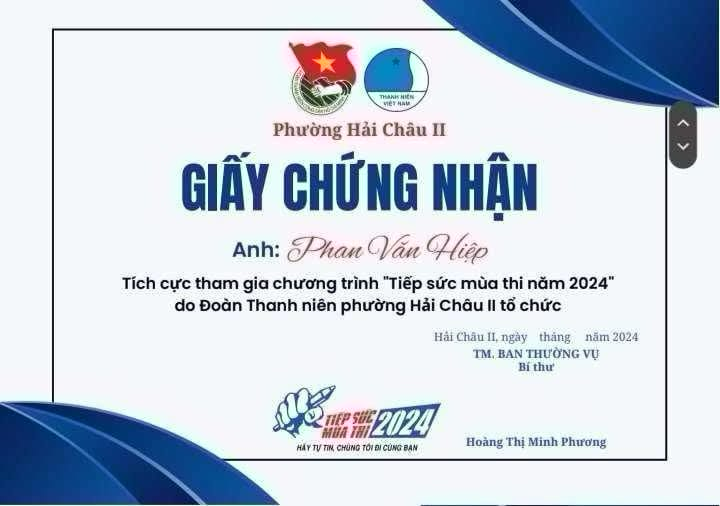 THANH NIÊN
VIỆT NAM
Phường Hải Châu II
GIẤY CHỨNG NHẬN
Anh: Phan Văn Hiệp
Tích cực tham gia chương trình "Tiếp sức mùa thi năm 2024"
do Đoàn Thanh niên phường Hải Châu II tổ chức
Hải Châu II, ngày tháng năm 2024
TM. BAN THƯỜNG VỤ
Bí thư
TIẾP SỨC
MÙA THI 2024
HÃY TỰ TIN, CHÚNG TÔI ĐI CÙNG BẠN
Hoàng Thị Minh Phương